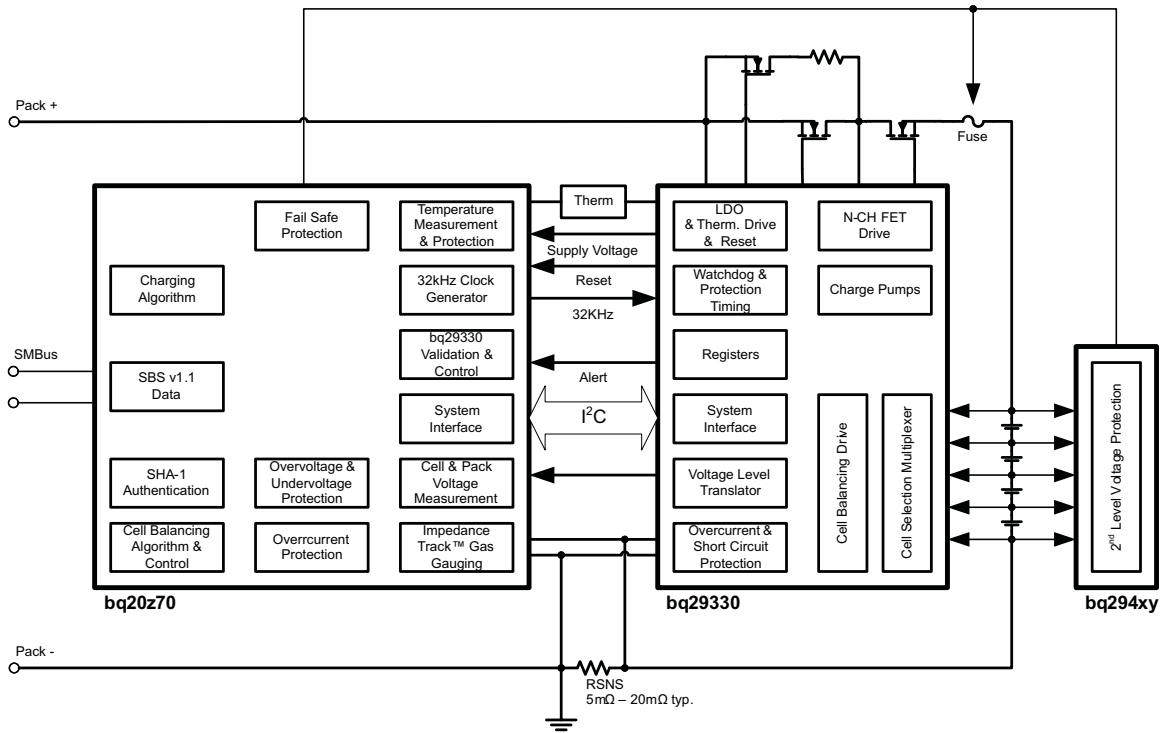 Pack +
Fuse
Fail Safe
Protection
Temperature
Measurement
& Protection
Therm
LDO
& Therm. Drive
& Reset
N-CH FET
Drive
Supply Voltage
Charging
Algorithm
32kHz Clock
Generator
Reset
32KHz
Watchdog &
Protection
Timing
Charge Pumps
SMBus
SBS v1.1
Data
bq29330
Validation &
Control
Alert
Registers
System
Interface
I²C
System
Interface
Cell Balancing Drive
Cell Selection Multiplexer
2nd Level Voltage Protection
SHA-1
Authentication
Overvoltage &
Undervoltage
Protection
Cell & Pack
Voltage
Measurement
Voltage Level
Translator
Cell Balancing
Algorithm &
Control
Overcurrent
Protection
Impedance
Track™ Gas
Gauging
Overcurrent &
Short Circuit
Protection
bq20z70
bq29330
bq294xy
Pack -
RSNS
5mΩ – 20mΩ typ.